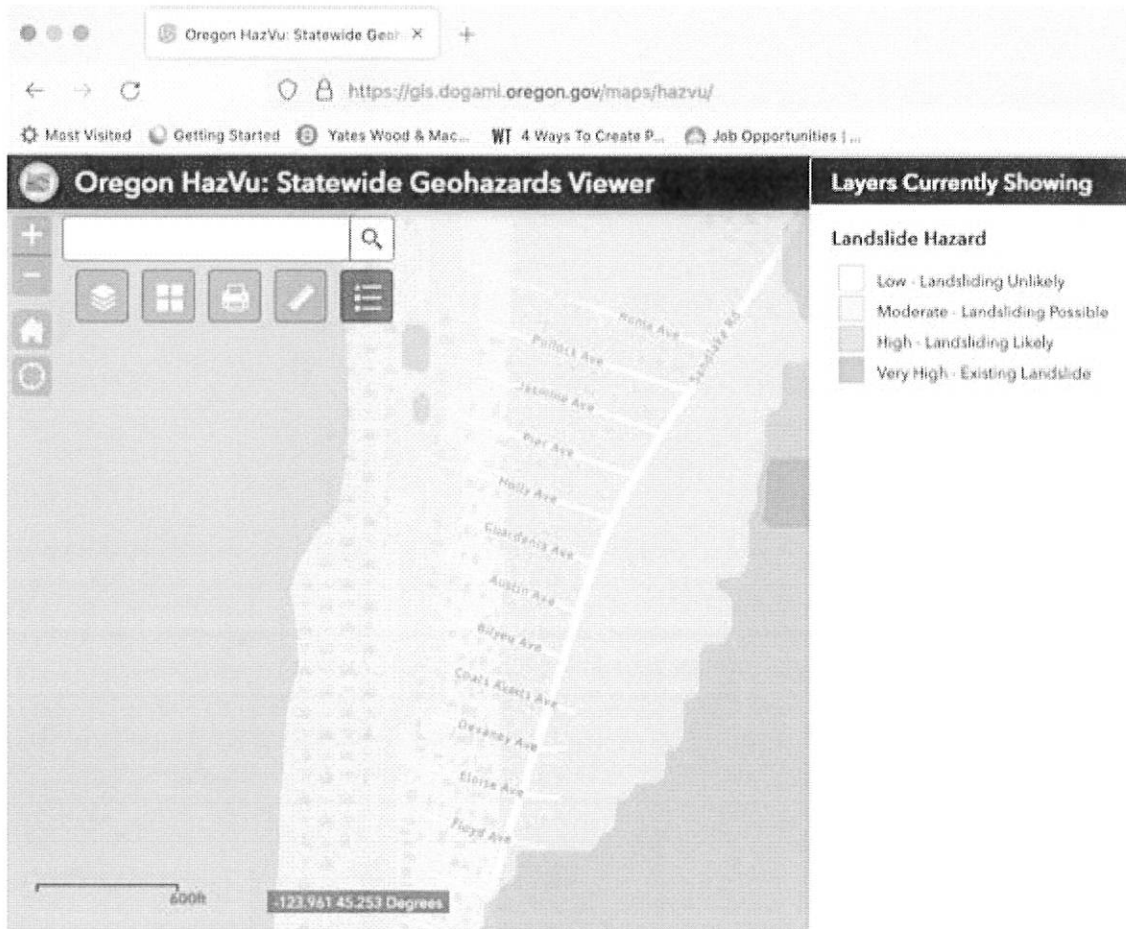 Oregon HazVu: Statewide Geoh
https://gis.dogami.oregon.gov/maps/hazvu/
Most Visited Getting Started Yates Wood & Mac... WT 4 Ways To Create P... Job Opportunities | ...
Oregon HazVu: Statewide Geohazards Viewer
Layers Currently Showing
Landslide Hazard
Low - Landsliding Unlikely
Moderate - Landsliding Possible
High - Landsliding Likely
Very High - Existing Landslide
Roma Ave
Sandlake Rd
Pollock Ave
Jasmine Ave
Pier Ave
Holly Ave
Guardenia Ave
Austin Ave
Bilyeu Ave
Coats Ave
Devaney Ave
Eloise Ave
Floyd Ave
600ft
-123.961 45.253 Degrees